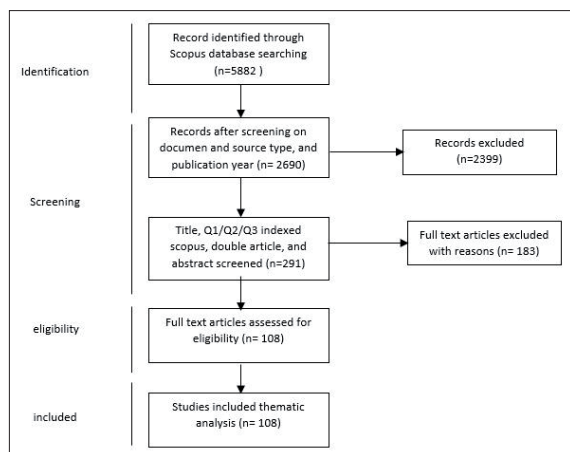 Record identified through
Scopus database searching
(n=5882 )
Identification
Records after screening on
documen and source type, and
publication year (n= 2690)
Records excluded
(n=2399)
Screening
Title, Q1/Q2/Q3 indexed
scopus, double article, and
abstract screened (n=291)
Full text articles excluded
with reasons (n= 183)
eligibility
Full text articles assessed for
eligibility (n= 108)
included
Studies included thematic
analysis (n= 108)